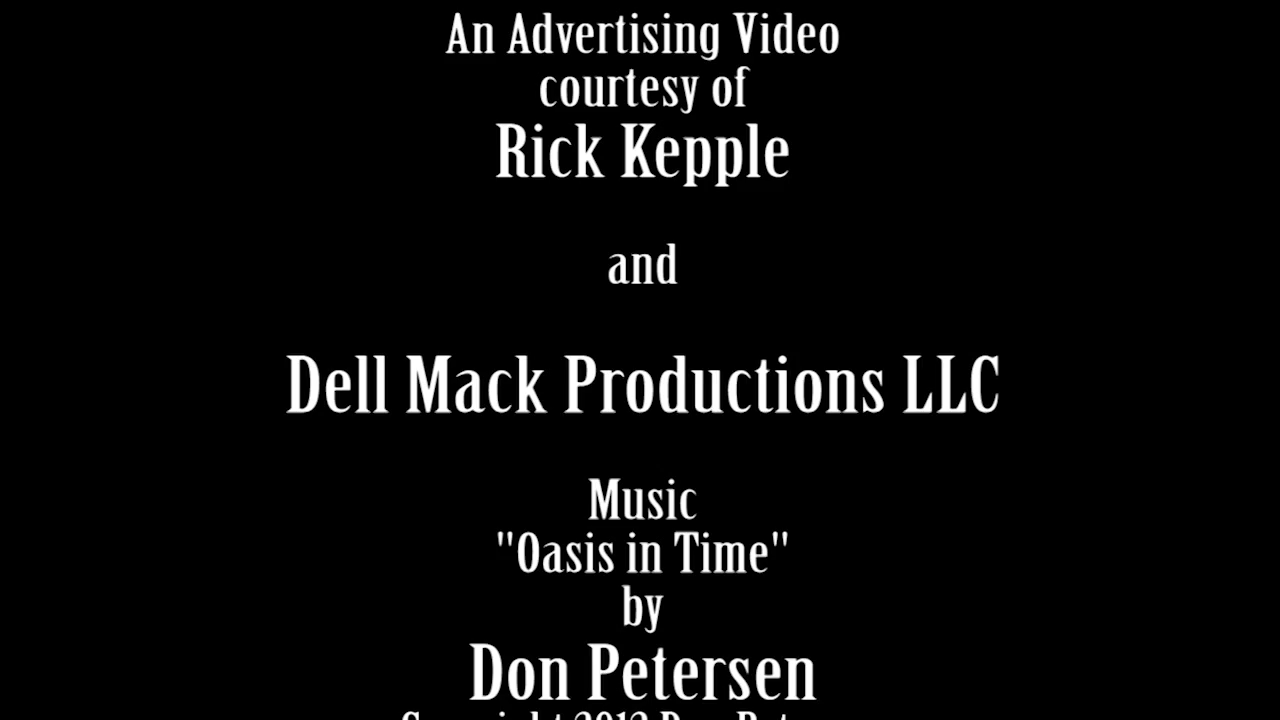 An Advertising Video
courtesy of
Rick Kepple
and
Dell Mack Productions LLC
Music
"Oasis in Time"
by
Don Petersen